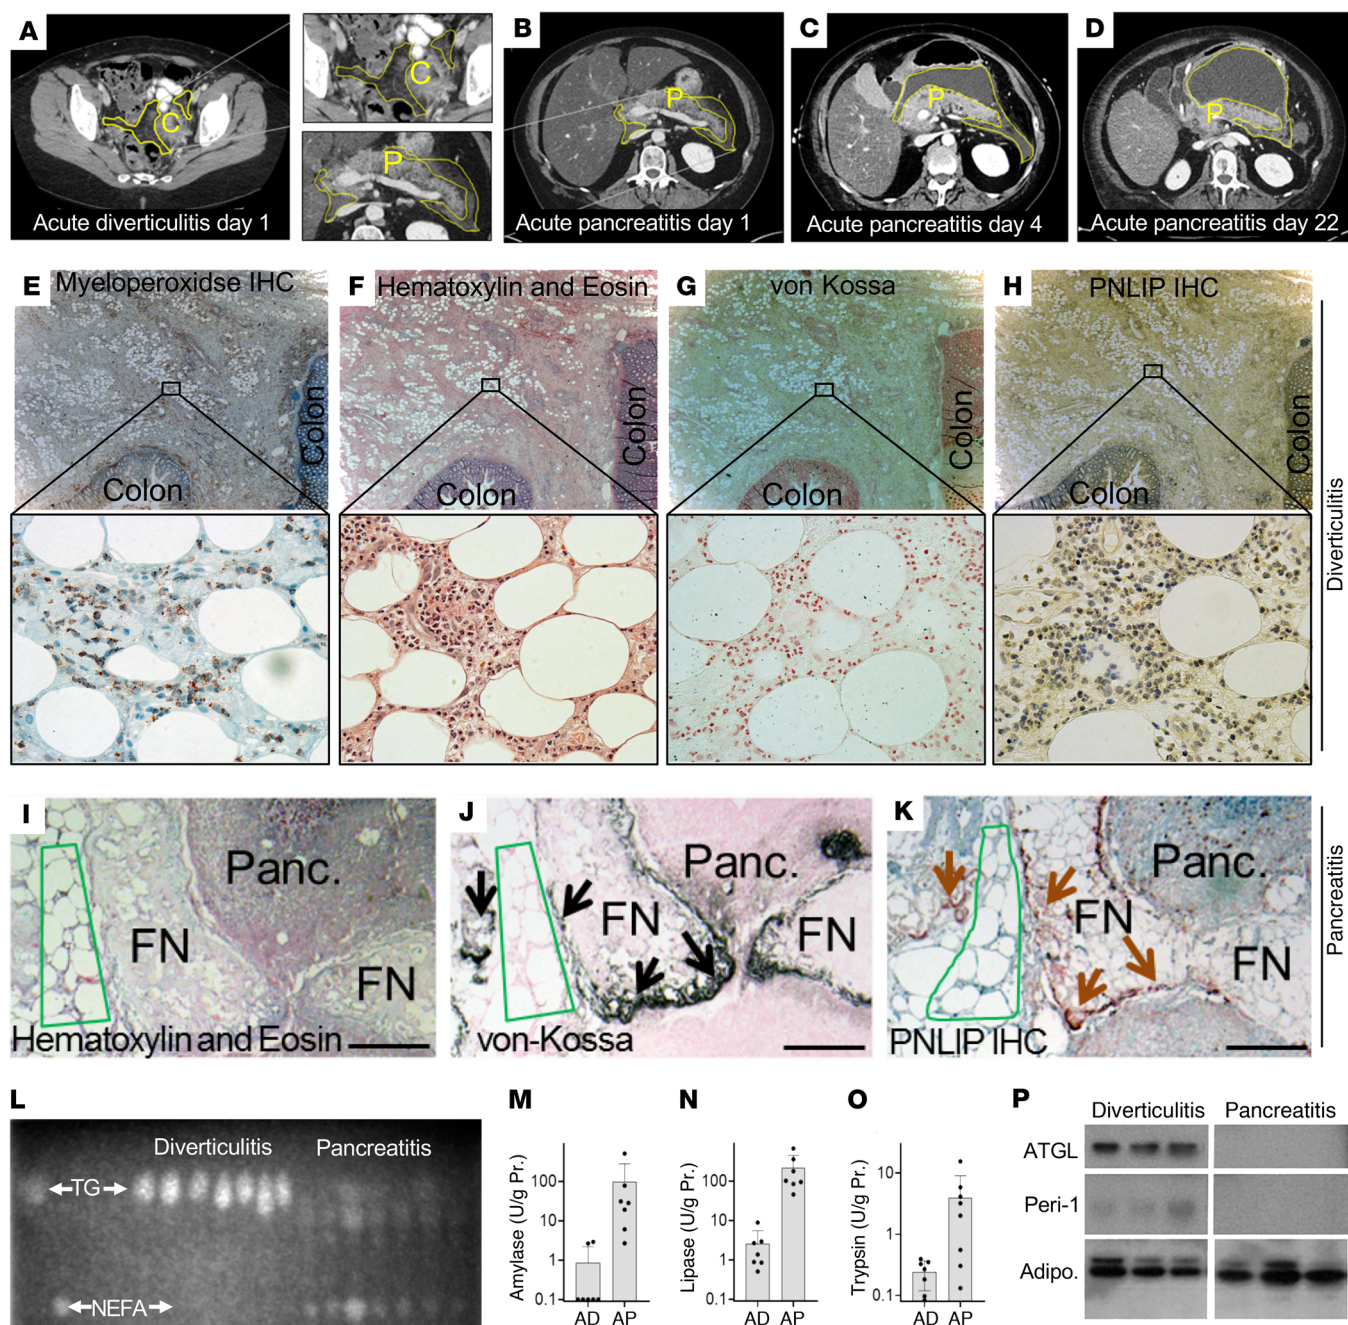 A
C
Acute diverticulitis day 1
C
P
B
P
Acute pancreatitis day 1
C
P
Acute pancreatitis day 4
D
P
Acute pancreatitis day 22
E
Myeloperoxidse IHC
Colon
Colon
F
Hematoxylin and Eosin
Colon
Colon
G
von Kossa
Colon
Colon
H
PNLIP IHC
Colon
Colon
Diverticulitis
I
Panc.
FN
FN
Hematoxylin and Eosin
J
Panc.
FN
FN
von-Kossa
K
Panc.
FN
FN
PNLIP IHC
Pancreatitis
L
Diverticulitis Pancreatitis
TG
NEFA
M
Amylase (U/g Pr.)
100
10
1
0.1
AD AP
N
Lipase (U/g Pr.)
100
10
1
0.1
AD AP
O
Trypsin (U/g Pr.)
10
1
0.1
AD AP
P
Diverticulitis Pancreatitis
ATGL
Peri-1
Adipo.